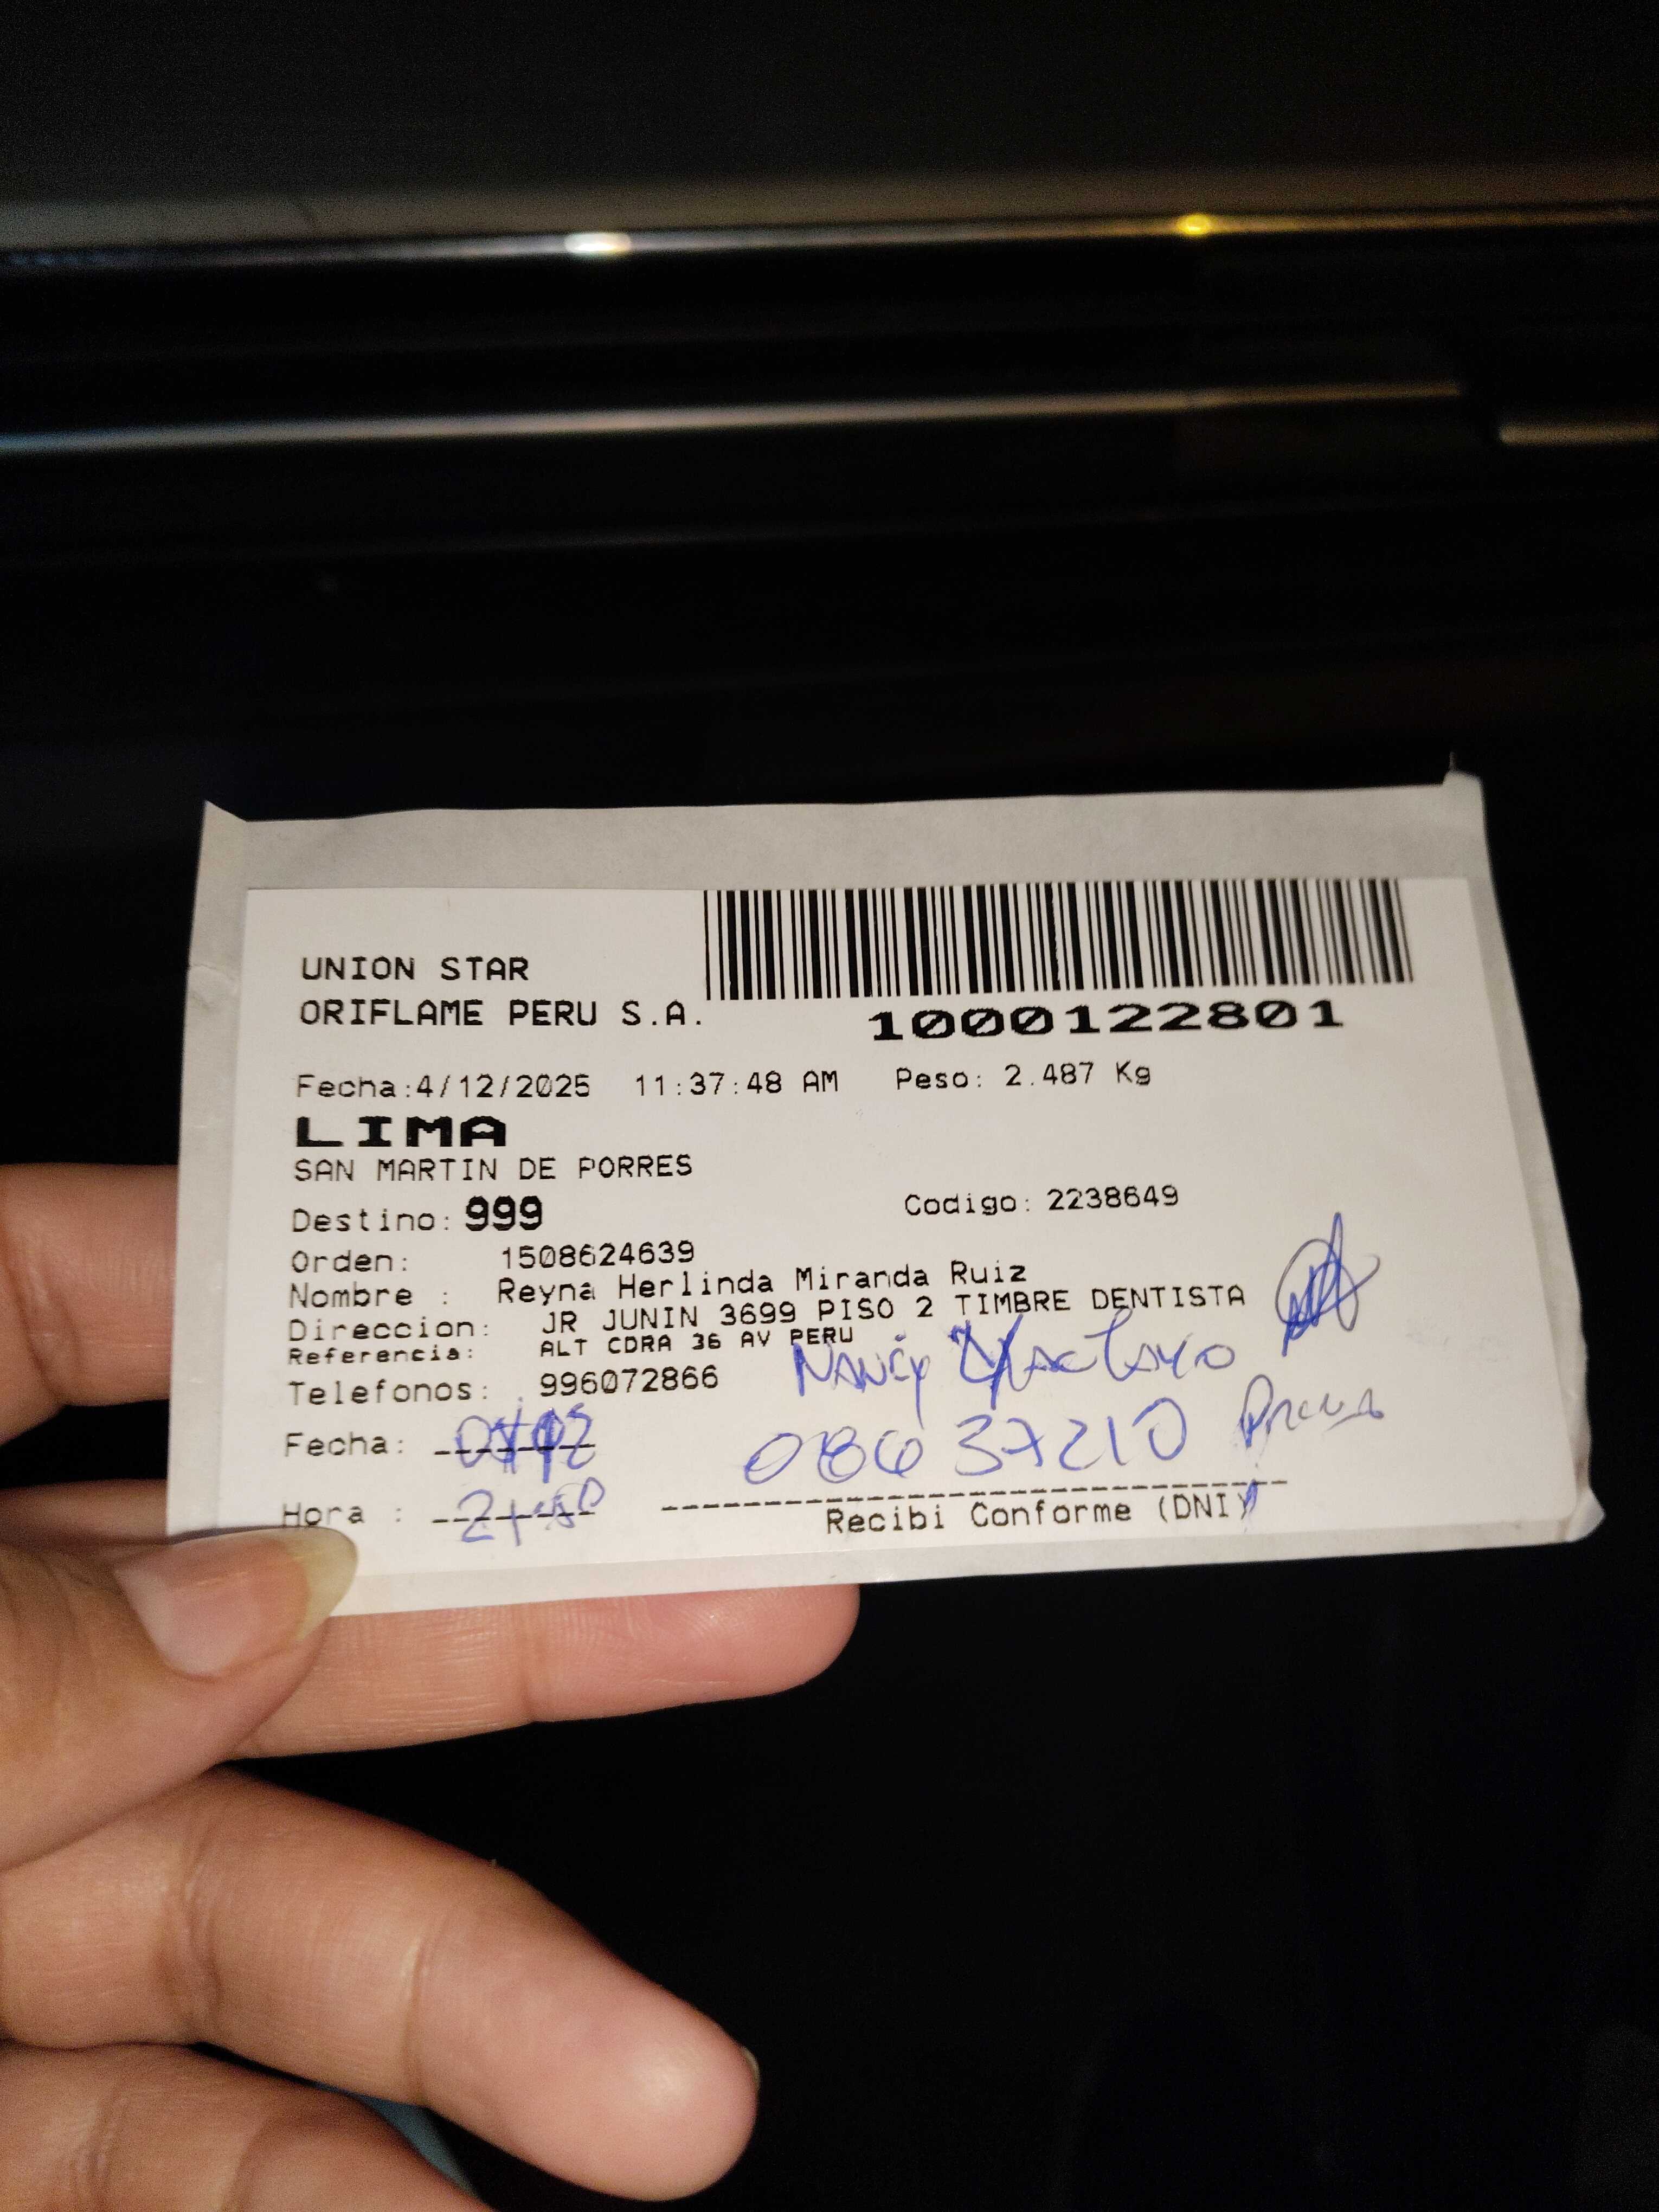 UNION STAR
ORIFLAME PERU S.A.
1000122801
Fecha:4/12/2025 11:37:48 AM Peso: 2.487 Kg
LIMA
SAN MARTIN DE PORRES
Destino: 999 Codigo: 2238649
Orden: 1508624639
Nombre : Reyna Herlinda Miranda Ruiz
Direccion: JR JUNIN 3699 PISO 2 TIMBRE DENTISTA
Referencia: ALT CDRA 36 AV PERU
Telefonos: 996072866
NANCY
Fecha:
08637210
Hora :
Recibi Conforme (DNI)